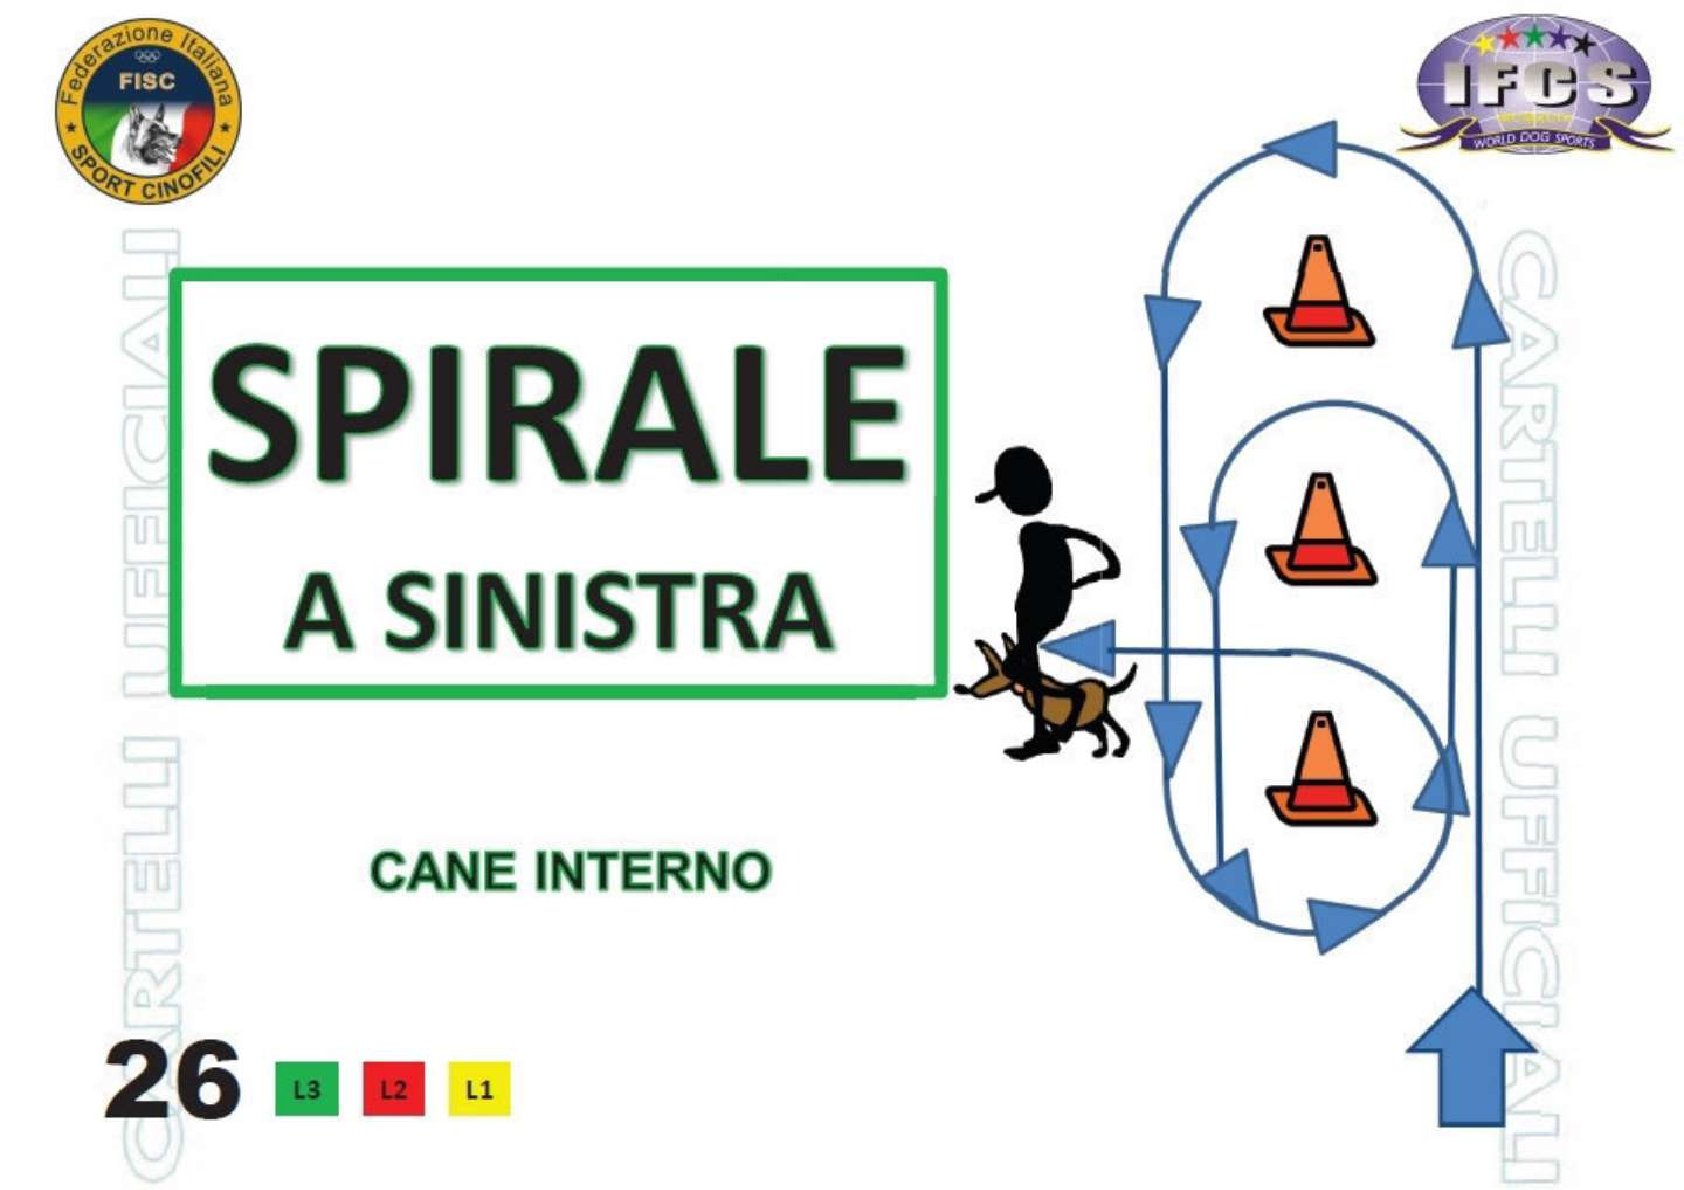 Federazione Italiana
FISC
SPORT CINOFILI
IFCS
WORLD DOG SPORTS
CARTELLI UFFICIALI
SPIRALE
A SINISTRA
CANE INTERNO
26 L3 L2 L1
CARTELLI UFFICIALI